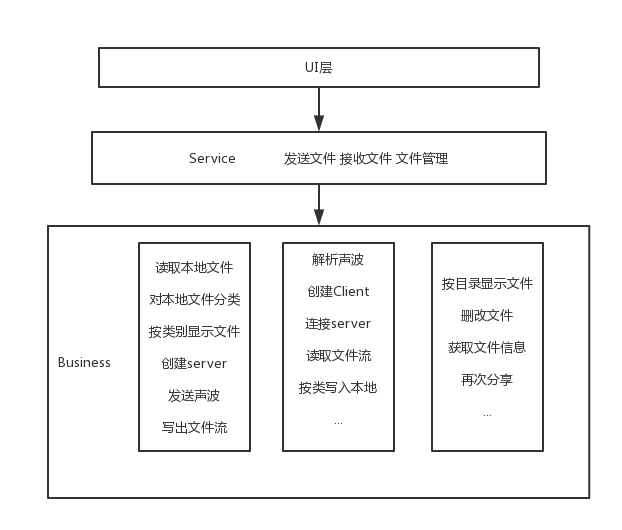 UI层
Service 发送文件 接收文件 文件管理
Business
读取本地文件
对本地文件分类
按类别显示文件
创建server
发送声波
写出文件流
解析声波
创建Client
连接server
读取文件流
按类写入本地
...
按目录显示文件
删改文件
获取文件信息
再次分享
...